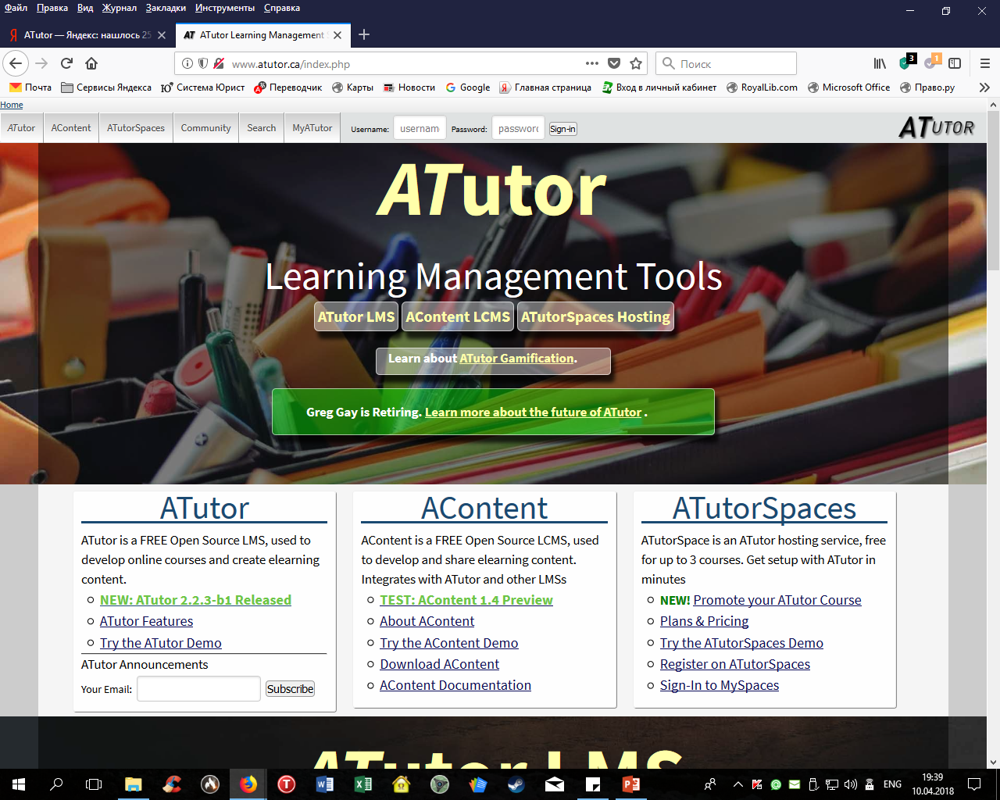 Файл Правка Вид Журнал Закладки Инструменты Справка
ATutor — Яндекс: нашлось 25
ATutor Learning Management
www.atutor.ca/index.php
Поиск
3
1
Почта Сервисы Яндекса Система Юрист Переводчик Карты Новости Google Главная страница Вход в личный кабинет RoyalLib.com Microsoft Office Право.ру
Home
ATutor AContent ATutorSpaces Community Search MyATutor Username: usernam Password: password Sign-in
ATUTOR
ATutor
Learning Management Tools
ATutor LMS AContent LCMS ATutorSpaces Hosting
Learn about ATutor Gamification.
Greg Gay is Retiring. Learn more about the future of ATutor .
ATutor
ATutor is a FREE Open Source LMS, used to
develop online courses and create elearning
content.
NEW: ATutor 2.2.3-b1 Released
ATutor Features
Try the ATutor Demo
ATutor Announcements
Your Email: Subscribe
AContent
AContent is a FREE Open Source LCMS, used
to develop and share elearning content.
Integrates with ATutor and other LMSs
TEST: AContent 1.4 Preview
About AContent
Try the AContent Demo
Download AContent
AContent Documentation
ATutorSpaces
ATutorSpace is an ATutor hosting service, free
for up to 3 courses. Get setup with ATutor in
minutes
NEW! Promote your ATutor Course
Plans & Pricing
Try the ATutorSpaces Demo
Register on ATutorSpaces
Sign-In to MySpaces
ATutor LMS
ENG
19:39
10.04.2018